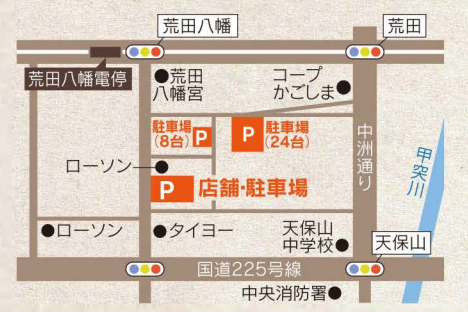 荒田八幡
荒田
荒田八幡電停
荒田
八幡宮
コープ
かごしま
駐車場
(8台)
P
P
駐車場
(24台)
中洲通り
甲突川
ローソン
P
店舗・駐車場
ローソン
タイヨー
天保山
中学校
天保山
国道225号線
中央消防署